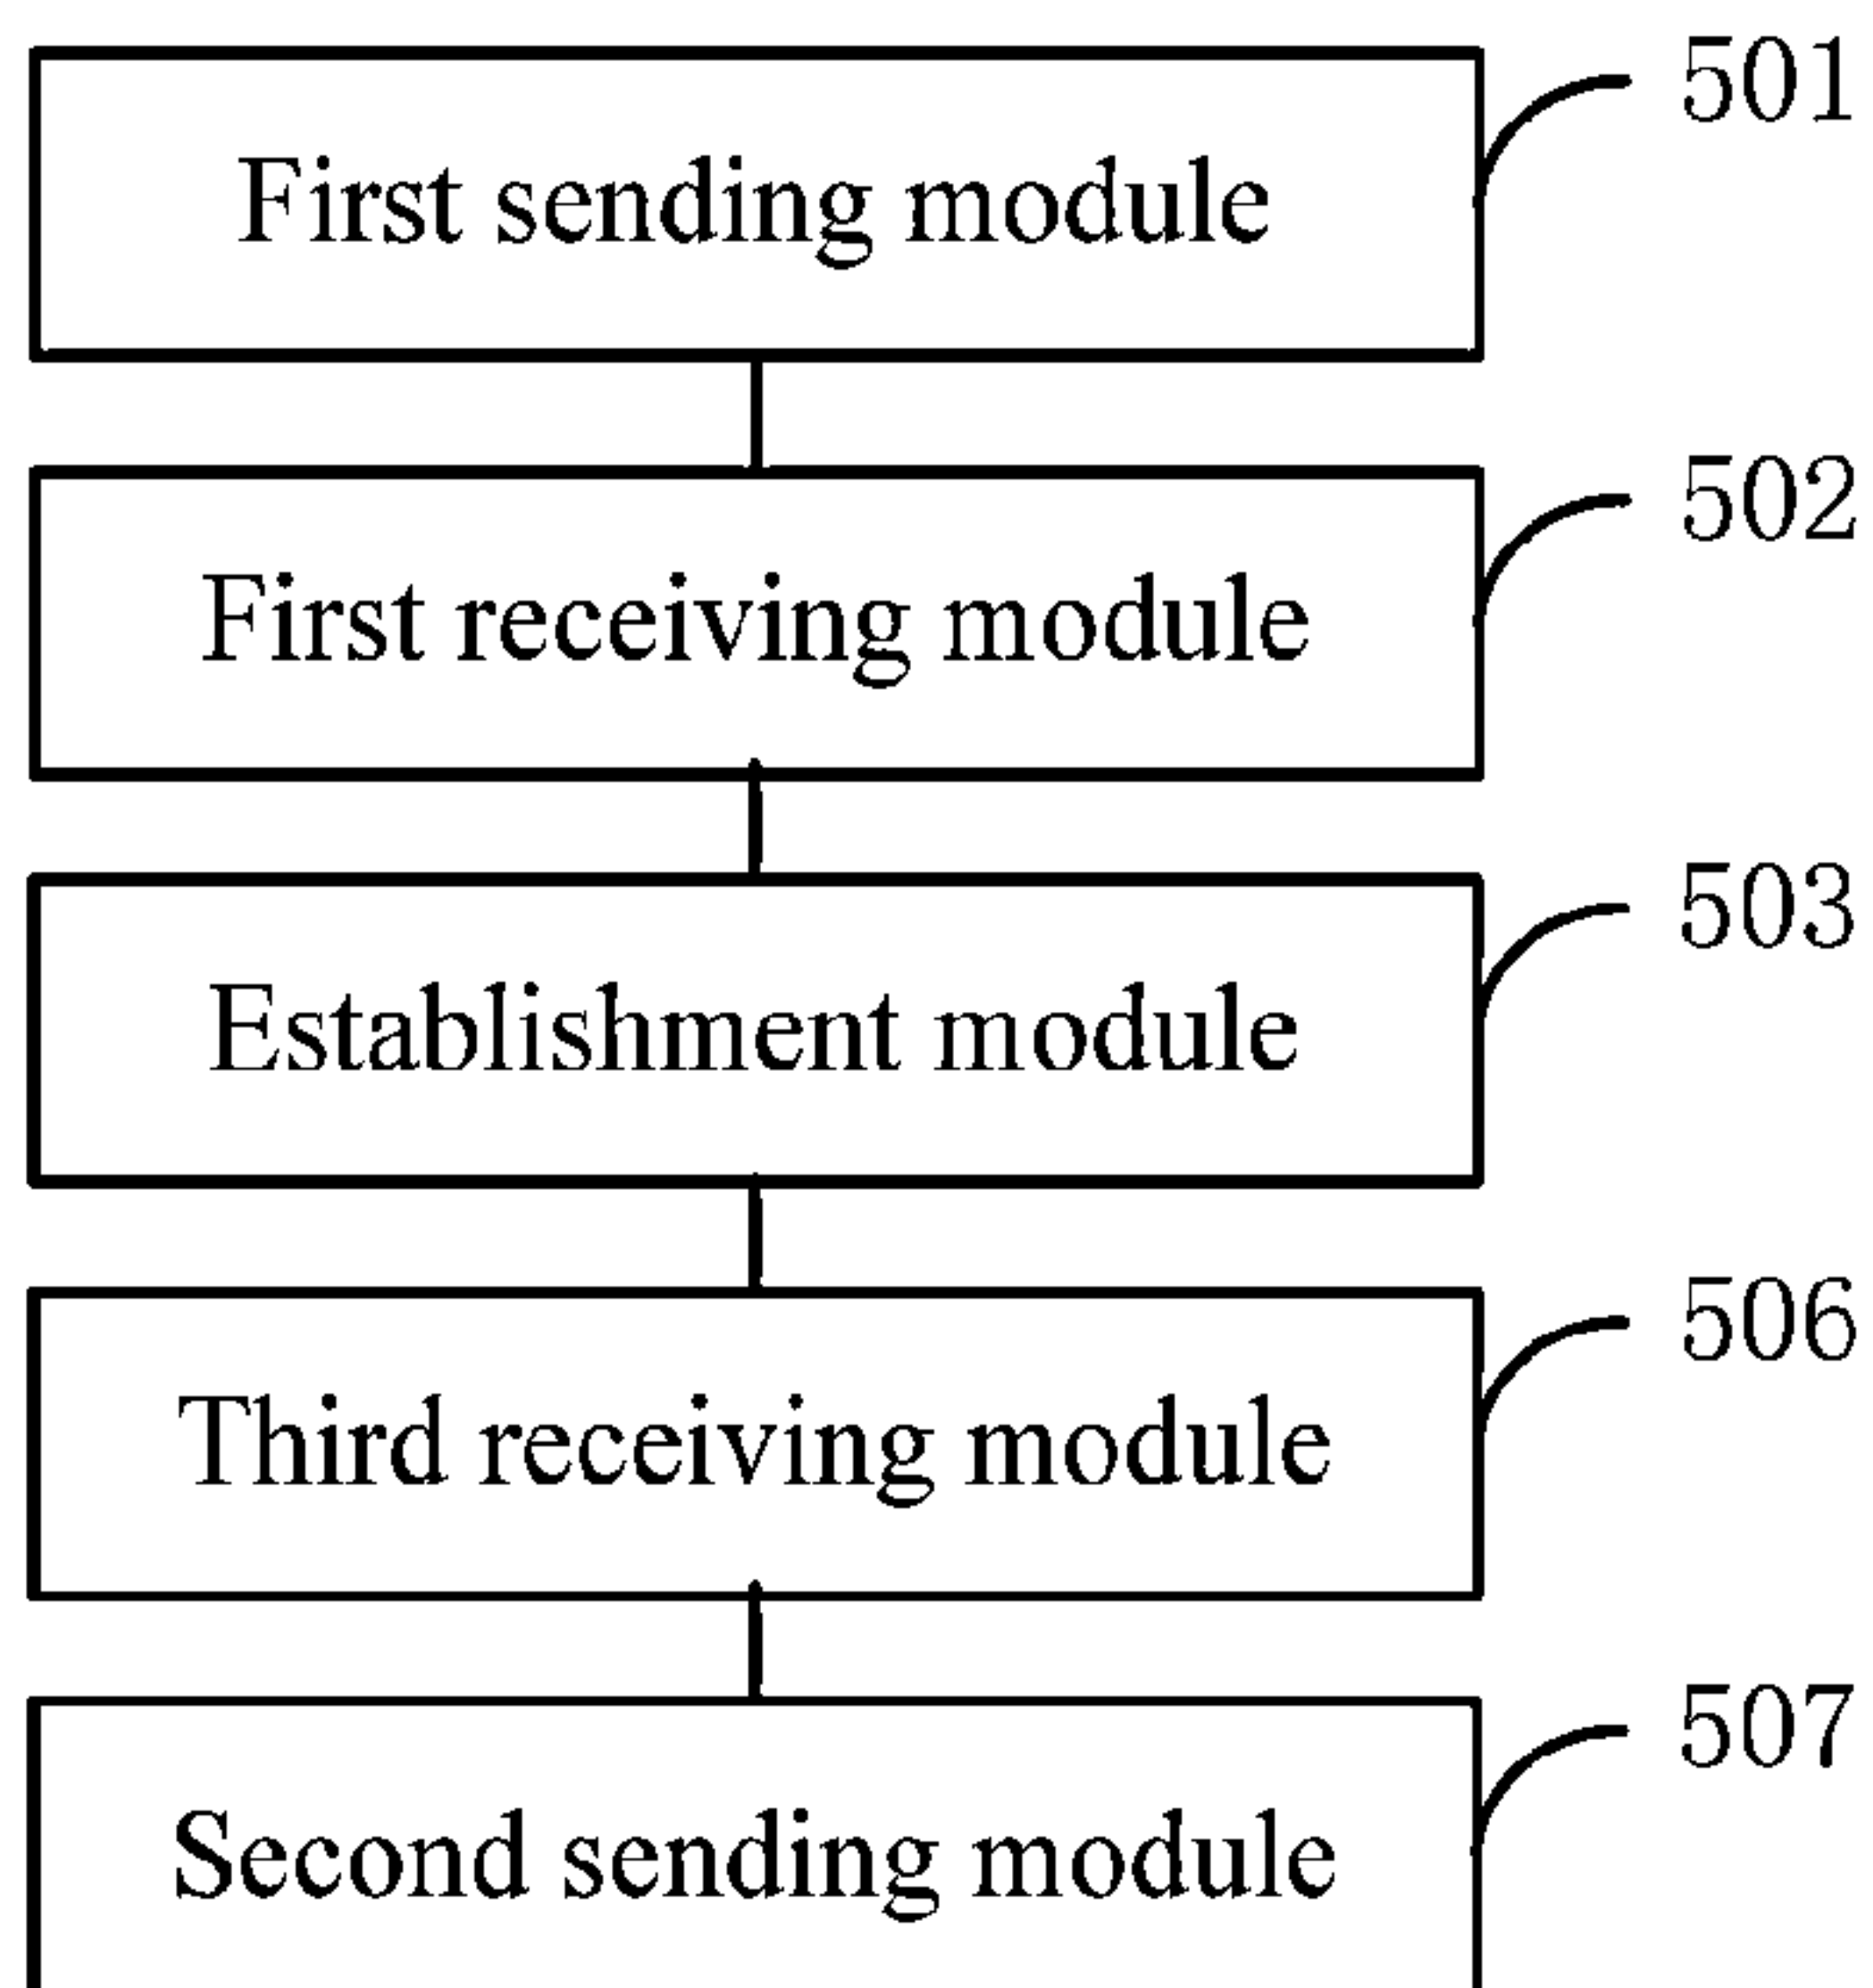 501
First sending module
502
First receiving module
503
Establishment module
506
Third receiving module
507
Second sending module